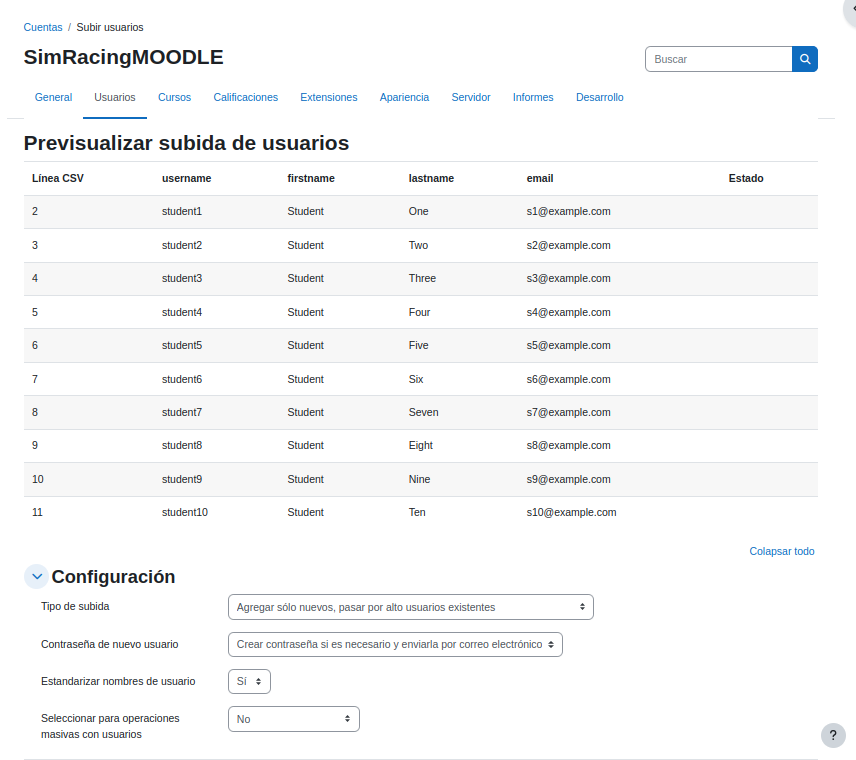 Cuentas / Subir usuarios
SimRacingMOODLE
Buscar
General Usuarios Cursos Calificaciones Extensiones Apariencia Servidor Informes Desarrollo
Previsualizar subida de usuarios
Línea CSV username firstname lastname email Estado
2 student1 Student One s1@example.com
3 student2 Student Two s2@example.com
4 student3 Student Three s3@example.com
5 student4 Student Four s4@example.com
6 student5 Student Five s5@example.com
7 student6 Student Six s6@example.com
8 student7 Student Seven s7@example.com
9 student8 Student Eight s8@example.com
10 student9 Student Nine s9@example.com
11 student10 Student Ten s10@example.com
Colapsar todo
Configuración
Tipo de subida Agregar sólo nuevos, pasar por alto usuarios existentes
Contraseña de nuevo usuario Crear contraseña si es necesario y enviarla por correo electrónico
Estandarizar nombres de usuario Sí
Seleccionar para operaciones No
masivas con usuarios
?